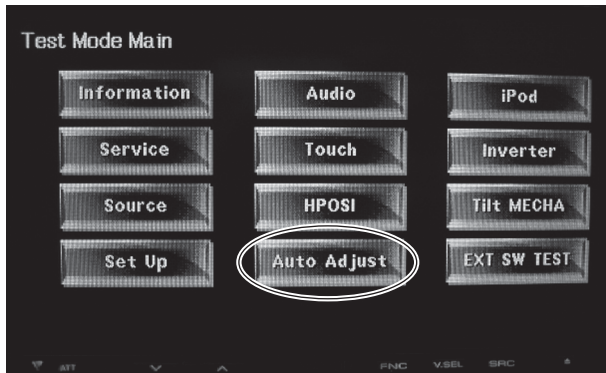 Test Mode Main
Information Audio iPod
Service Touch Inverter
Source HPOSI Tilt MECHA
Set Up Auto Adjust EXT SW TEST
ATT FNC V.SEL SRC